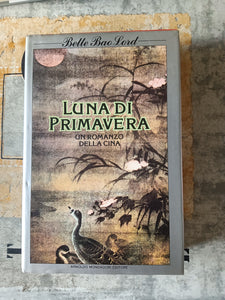 Bette Bao Lord
LUNA DI
PRIMAVERA
UN ROMANZO
DELLA CINA
ARNOLDO MONDADORI EDITORE